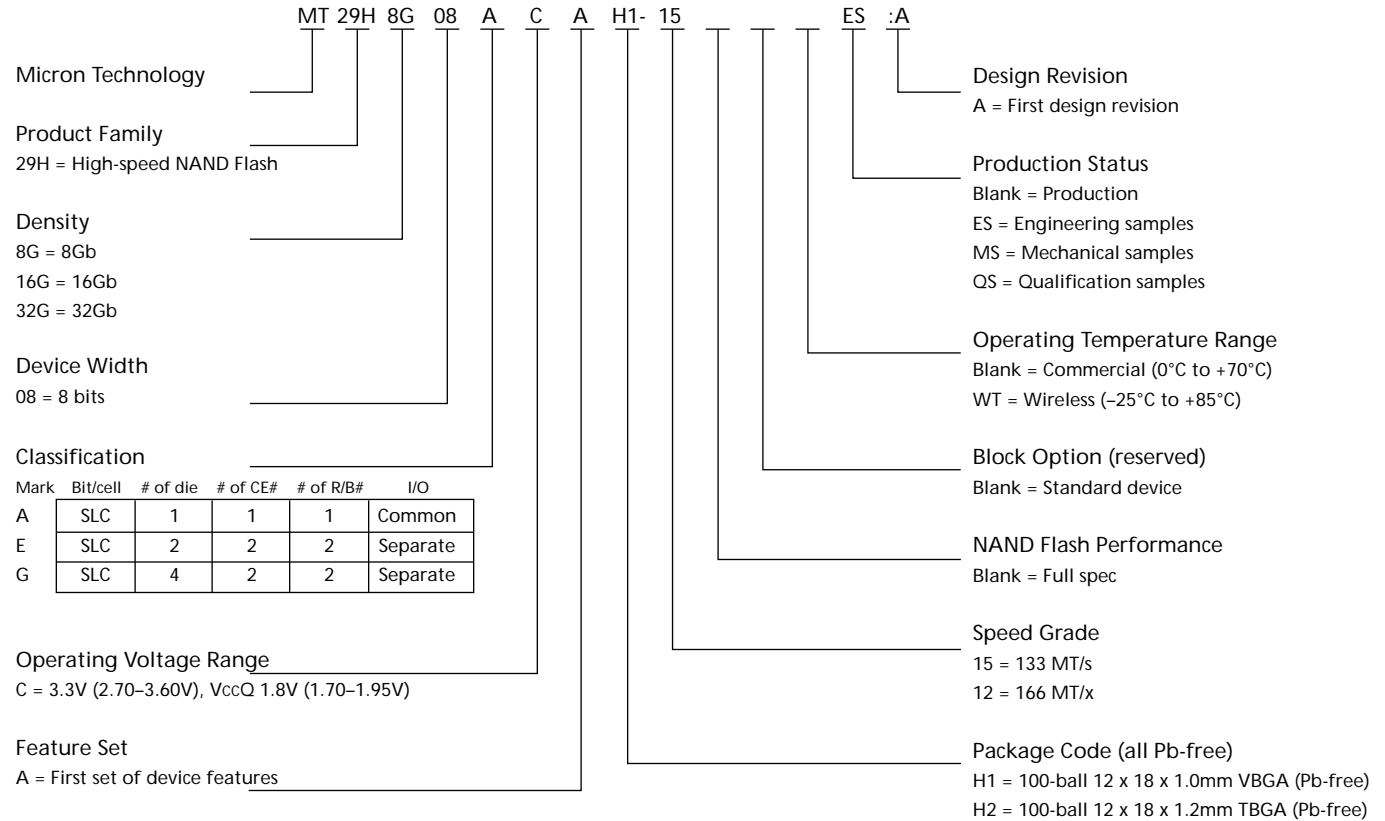 MT 29H 8G 08 A C A H1- 15 ES :A
Micron Technology
Product Family
29H = High-speed NAND Flash
Density
8G = 8Gb
16G = 16Gb
32G = 32Gb
Device Width
08 = 8 bits
Classification
Mark Bit/cell # of die # of CE# # of R/B# I/O
A SLC 1 1 1 Common
E SLC 2 2 2 Separate
G SLC 4 2 2 Separate
Operating Voltage Range
C = 3.3V (2.70–3.60V), VCCQ 1.8V (1.70–1.95V)
Feature Set
A = First set of device features
Design Revision
A = First design revision
Production Status
Blank = Production
ES = Engineering samples
MS = Mechanical samples
QS = Qualification samples
Operating Temperature Range
Blank = Commercial (0°C to +70°C)
WT = Wireless (–25°C to +85°C)
Block Option (reserved)
Blank = Standard device
NAND Flash Performance
Blank = Full spec
Speed Grade
15 = 133 MT/s
12 = 166 MT/x
Package Code (all Pb-free)
H1 = 100-ball 12 x 18 x 1.0mm VBGA (Pb-free)
H2 = 100-ball 12 x 18 x 1.2mm TBGA (Pb-free)